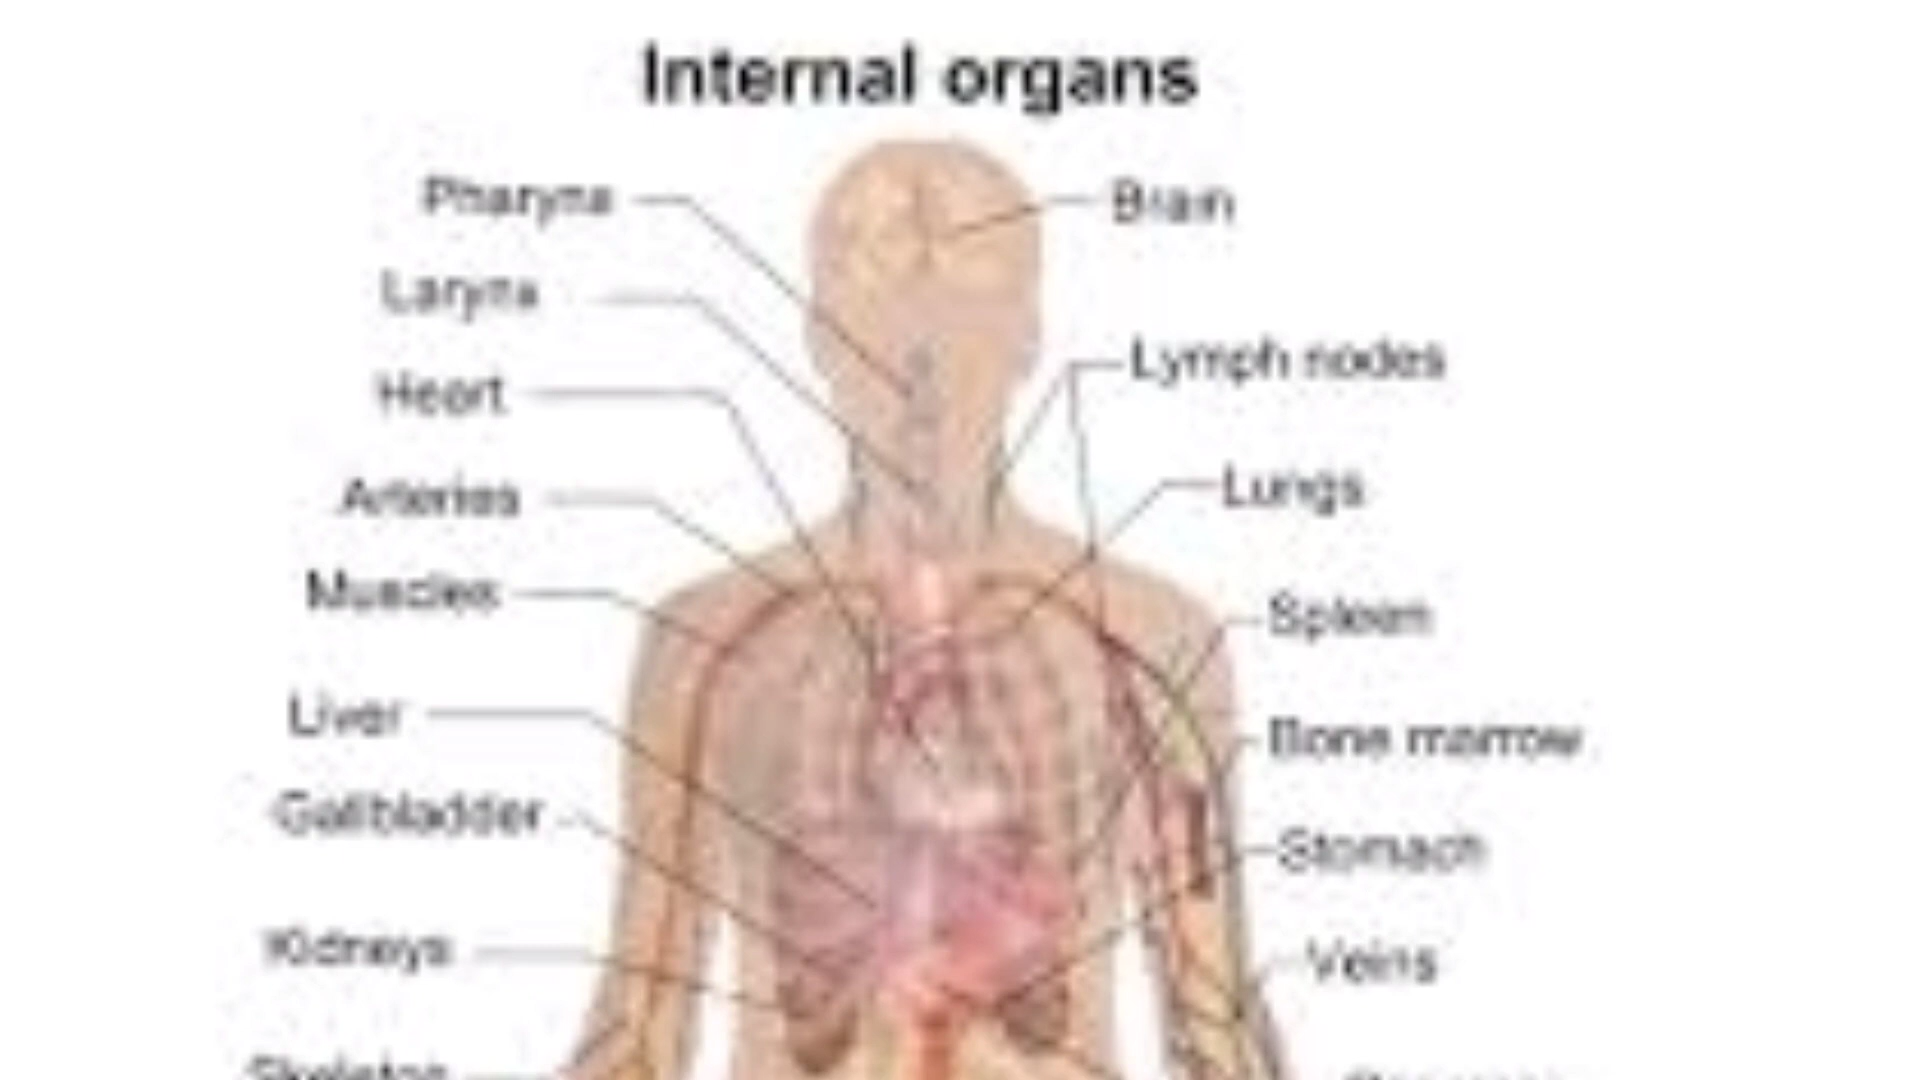 Internal organs
Pharynx
Brain
Larynx
Lymph nodes
Heart
Lungs
Arteries
Muscles
Spleen
Liver
Bone marrow
Gallbladder
Stomach
Kidneys
Veins